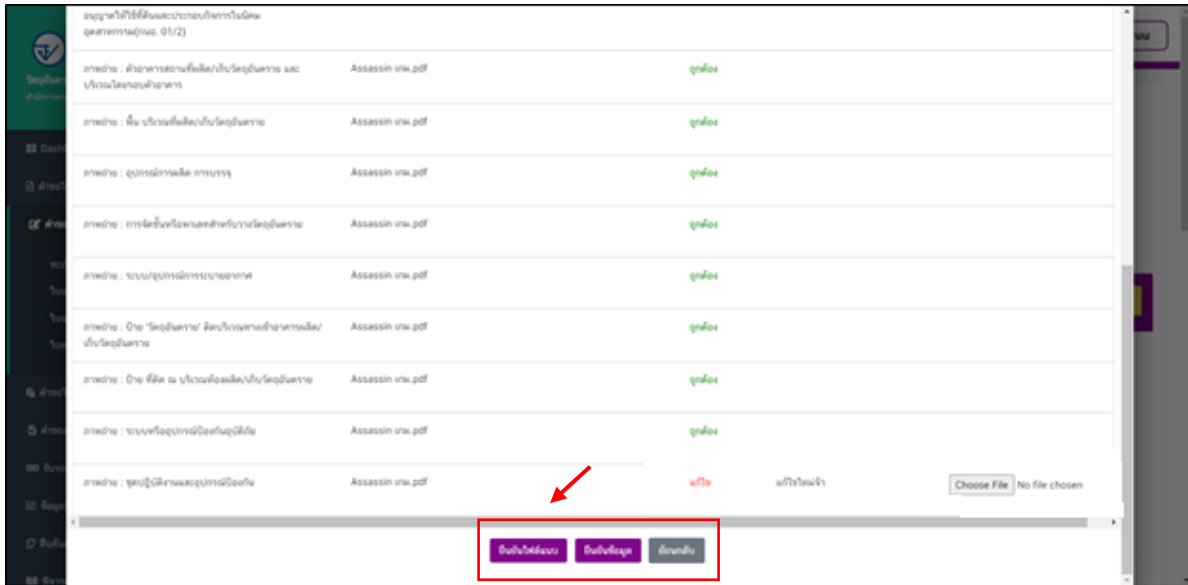 อนุญาตให้ใช้ที่ดินและประกอบกิจการในนิคม
อุตสาหกรรม(กนอ. 01/2)
ภาพถ่าย : ตัวอาคารสถานที่ผลิต/เก็บวัตถุอันตราย และ Assassin เกม.pdf ถูกต้อง
บริเวณโดยรอบตัวอาคาร
ภาพถ่าย : พื้น บริเวณที่ผลิต/เก็บวัตถุอันตราย Assassin เกม.pdf ถูกต้อง
ภาพถ่าย : อุปกรณ์การผลิต การบรรจุ Assassin เกม.pdf ถูกต้อง
ภาพถ่าย : การจัดชั้นหรือพาเลทสำหรับวางวัตถุอันตราย Assassin เกม.pdf ถูกต้อง
ภาพถ่าย : ระบบ/อุปกรณ์การระบายอากาศ Assassin เกม.pdf ถูกต้อง
ภาพถ่าย : ป้าย 'วัตถุอันตราย' ติดบริเวณทางเข้าอาคารผลิต/ Assassin เกม.pdf ถูกต้อง
เก็บวัตถุอันตราย
ภาพถ่าย : ป้าย ที่ติด ณ บริเวณห้องผลิต/เก็บวัตถุอันตราย Assassin เกม.pdf ถูกต้อง
ภาพถ่าย : ระบบหรืออุปกรณ์ป้องกันอุบัติภัย Assassin เกม.pdf ถูกต้อง
ภาพถ่าย : ชุดปฏิบัติงานและอุปกรณ์ป้องกัน Assassin เกม.pdf แก้ไข แก้ไขใหม่จ้า Choose File No file chosen
ยืนยันไฟล์แนบ ยืนยันข้อมูล ย้อนกลับ